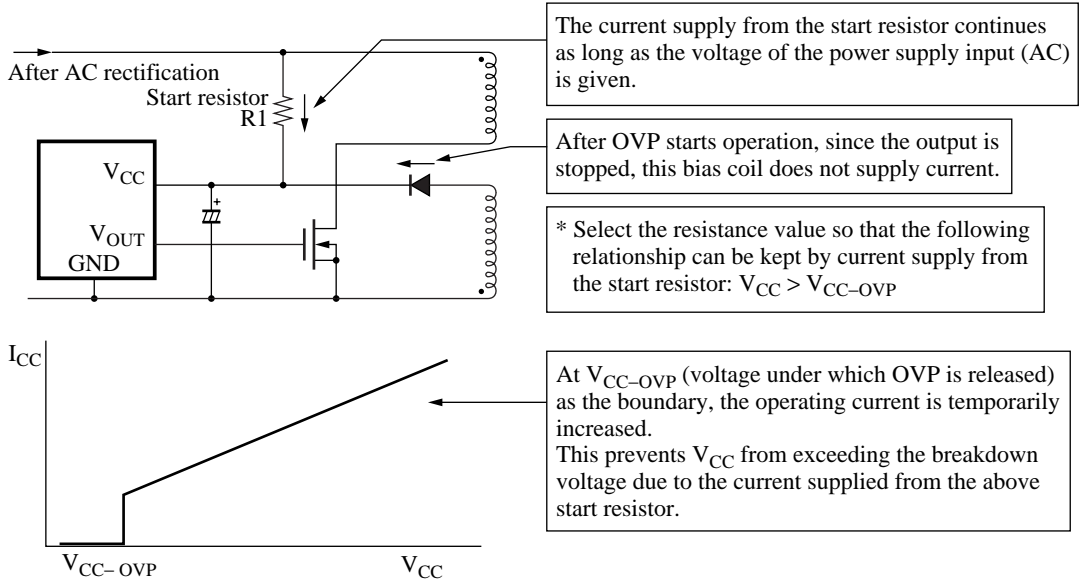 The current supply from the start resistor continues
as long as the voltage of the power supply input (AC)
is given.
After AC rectification
Start resistor
R1
After OVP starts operation, since the output is
stopped, this bias coil does not supply current.
VCC
+
VOUT
GND
* Select the resistance value so that the following
relationship can be kept by current supply from
the start resistor: VCC > VCC–OVP
ICC
At VCC–OVP (voltage under which OVP is released)
as the boundary, the operating current is temporarily
increased.
This prevents VCC from exceeding the breakdown
voltage due to the current supplied from the above
start resistor.
VCC– OVP
VCC